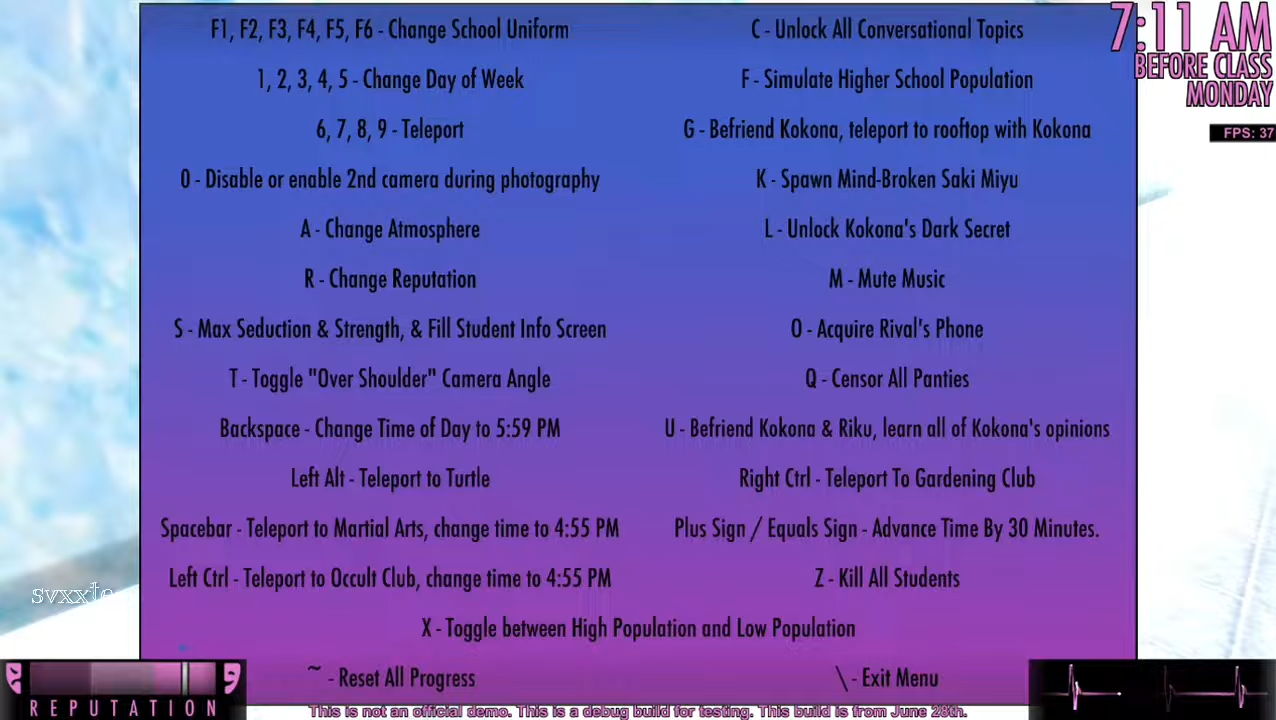 F1, F2, F3, F4, F5, F6 - Change School Uniform
1, 2, 3, 4, 5 - Change Day of Week
6, 7, 8, 9 - Teleport
0 - Disable or enable 2nd camera during photography
A - Change Atmosphere
R - Change Reputation
S - Max Seduction & Strength, & Fill Student Info Screen
T - Toggle "Over Shoulder" Camera Angle
Backspace - Change Time of Day to 5:59 PM
Left Alt - Teleport to Turtle
Spacebar - Teleport to Martial Arts, change time to 4:55 PM
Left Ctrl - Teleport to Occult Club, change time to 4:55 PM
C - Unlock All Conversational Topics
F - Simulate Higher School Population
G - Befriend Kokona, teleport to rooftop with Kokona
K - Spawn Mind-Broken Saki Miyu
L - Unlock Kokona's Dark Secret
M - Mute Music
O - Acquire Rival's Phone
Q - Censor All Panties
U - Befriend Kokona & Riku, learn all of Kokona's opinions
Right Ctrl - Teleport To Gardening Club
Plus Sign / Equals Sign - Advance Time By 30 Minutes.
Z - Kill All Students
X - Toggle between High Population and Low Population
~ - Reset All Progress
\ - Exit Menu
7:11 AM
BEFORE CLASS
MONDAY
FPS: 37
REPUTATION
This is not an official demo. This is a debug build for testing. This build is from June 28th.